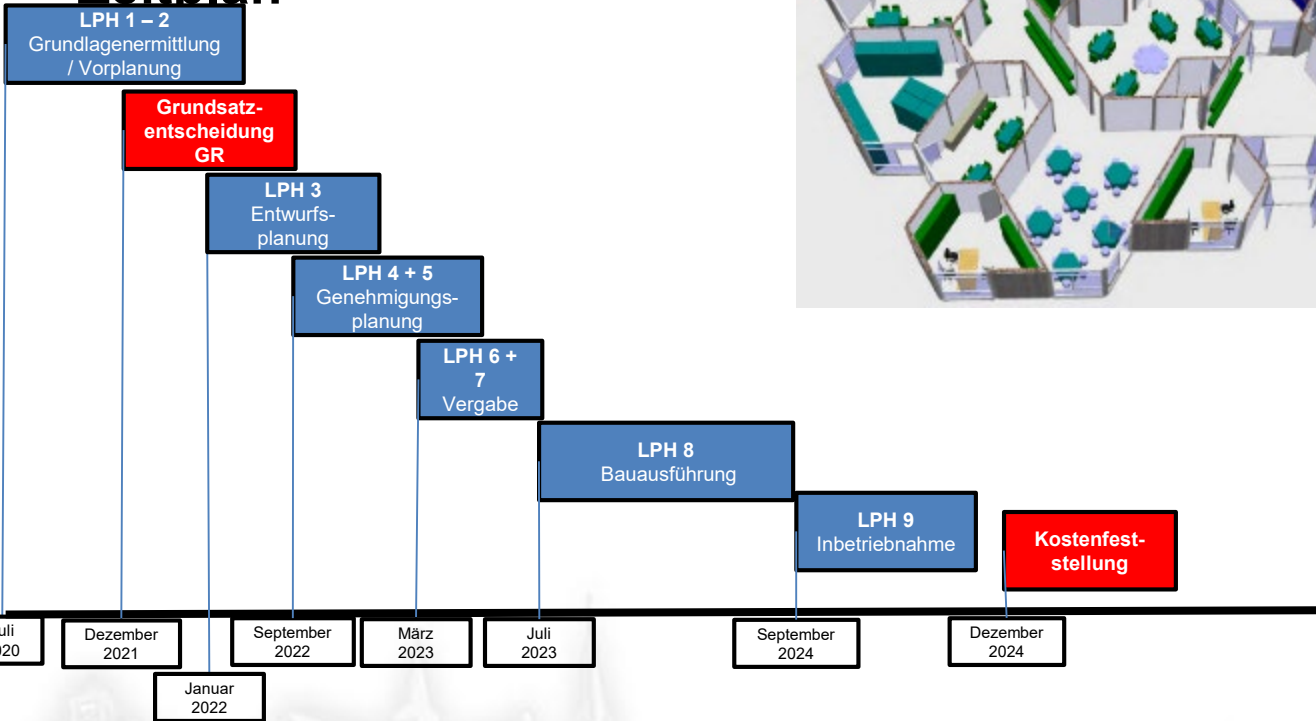 LPH 1 – 2
Grundlagenermittlung
/ Vorplanung
Grundsatz-
entscheidung
GR
LPH 3
Entwurfs-
planung
LPH 4 + 5
Genehmigungs-
planung
LPH 6 +
7
Vergabe
LPH 8
Bauausführung
LPH 9
Inbetriebnahme
Kostenfest-
stellung
Dezember
2021
Januar
2022
September
2022
März
2023
Juli
2023
September
2024
Dezember
2024